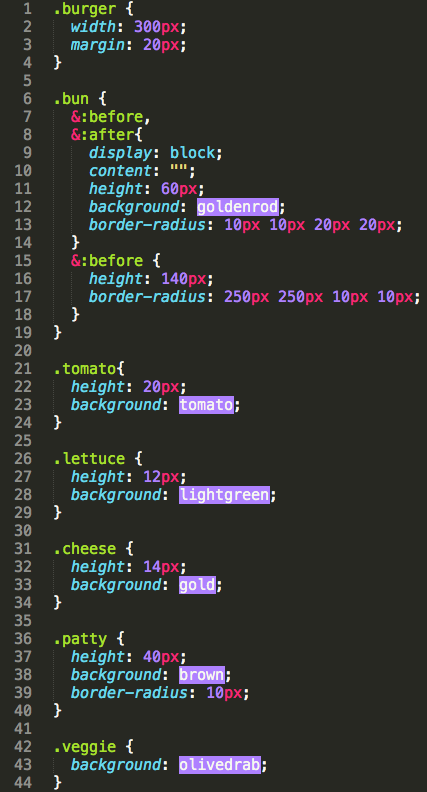 1 .burger {
2   width: 300px;
3   margin: 20px;
4 }
5
6 .bun {
7   &:before,
8   &:after{
9     display: block;
10     content: "";
11     height: 60px;
12     background: goldenrod;
13     border-radius: 10px 10px 20px 20px;
14   }
15   &:before {
16     height: 140px;
17     border-radius: 250px 250px 10px 10px;
18   }
19 }
20
21 .tomato{
22   height: 20px;
23   background: tomato;
24 }
25
26 .lettuce {
27   height: 12px;
28   background: lightgreen;
29 }
30
31 .cheese {
32   height: 14px;
33   background: gold;
34 }
35
36 .patty {
37   height: 40px;
38   background: brown;
39   border-radius: 10px;
40 }
41
42 .veggie {
43   background: olivedrab;
44 }